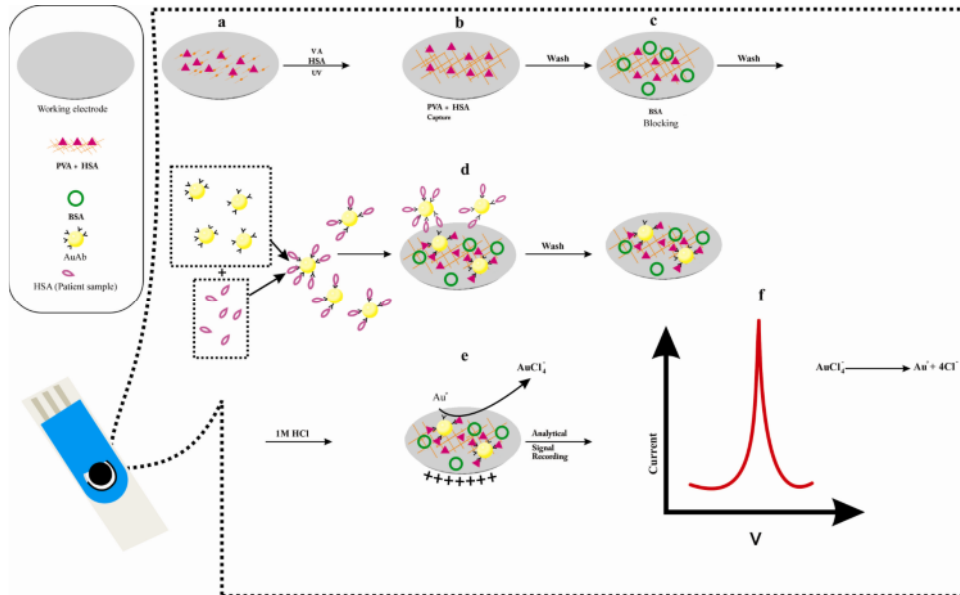 a
b
c
VA
HSA
UV
Wash
Wash
PVA + HSA
Capture
BSA
Blocking
Working electrode
PVA + HSA
BSA
AuAb
HSA (Patient sample)
d
+
Wash
e
f
AuCl₄⁻
Au⁺
1M HCl
Analytical
Signal
Recording
+++++++
AuCl₄⁻ Au⁺ + 4Cl⁻
Current
V